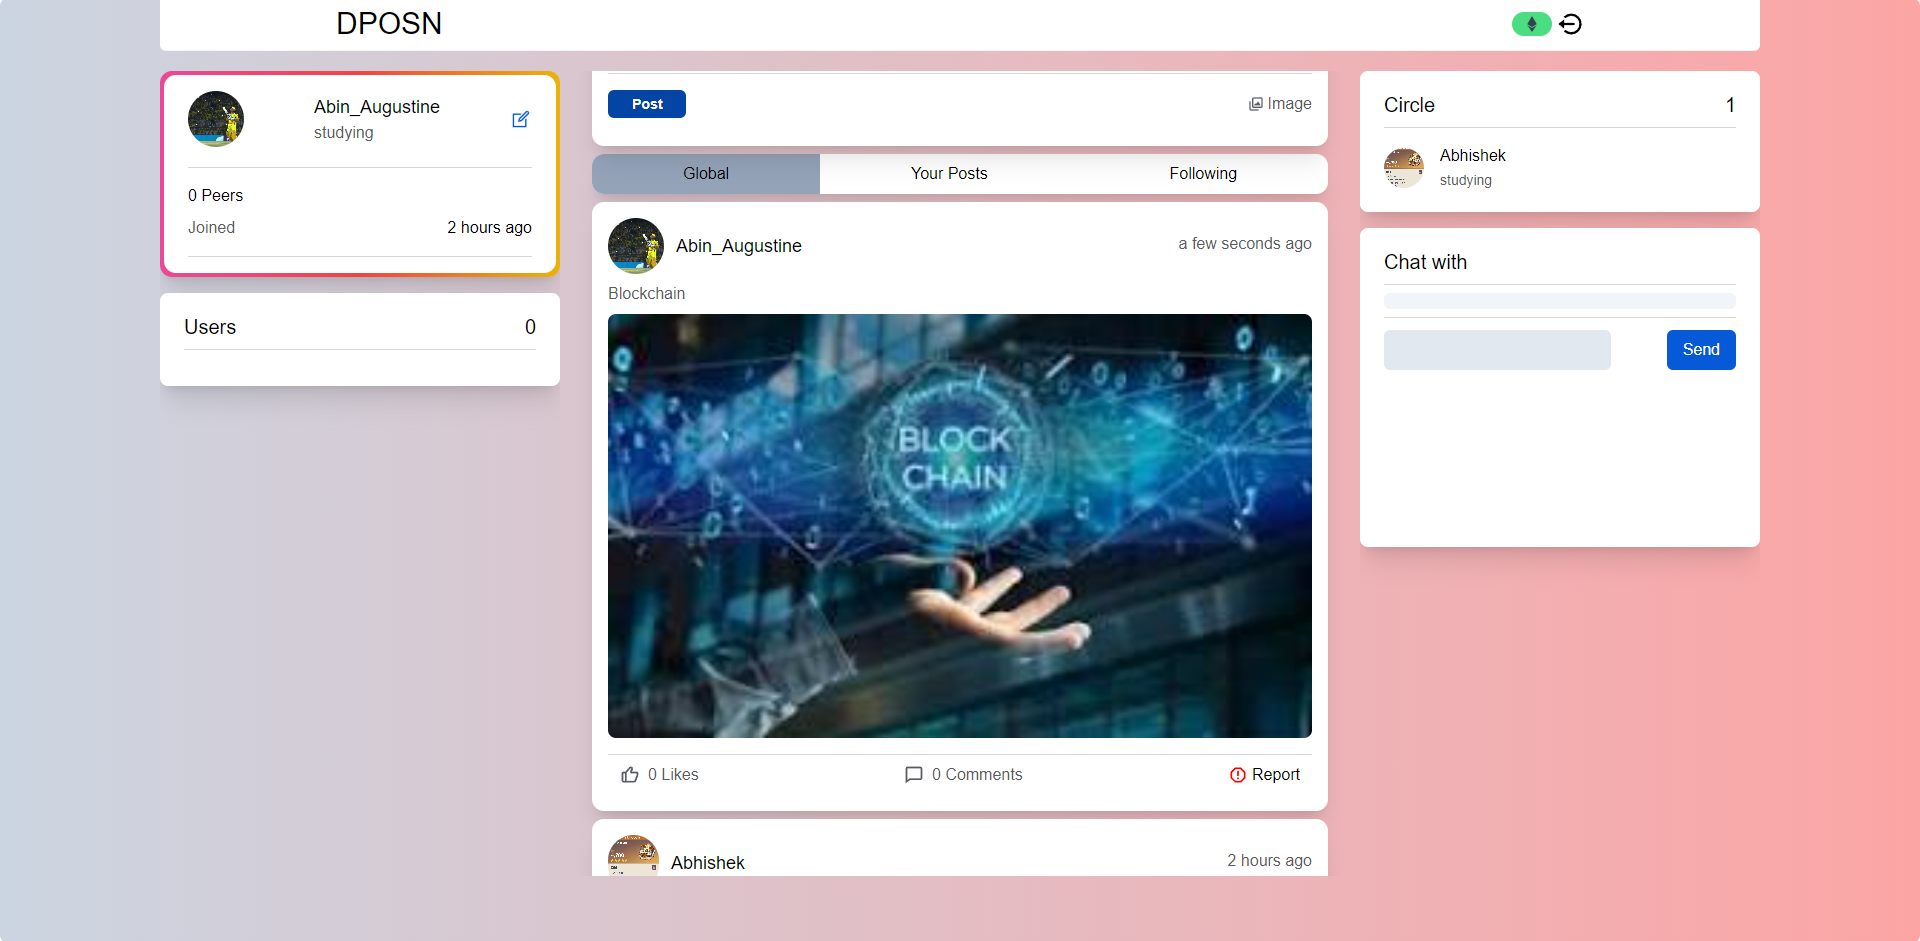 DPOSN
Abin_Augustine
studying
0 Peers
Joined 2 hours ago
Users 0
Post Image
Global Your Posts Following
Abin_Augustine a few seconds ago
Blockchain
BLOCK
CHAIN
0 Likes 0 Comments Report
Abhishek 2 hours ago
Circle 1
Abhishek
studying
Chat with
Send